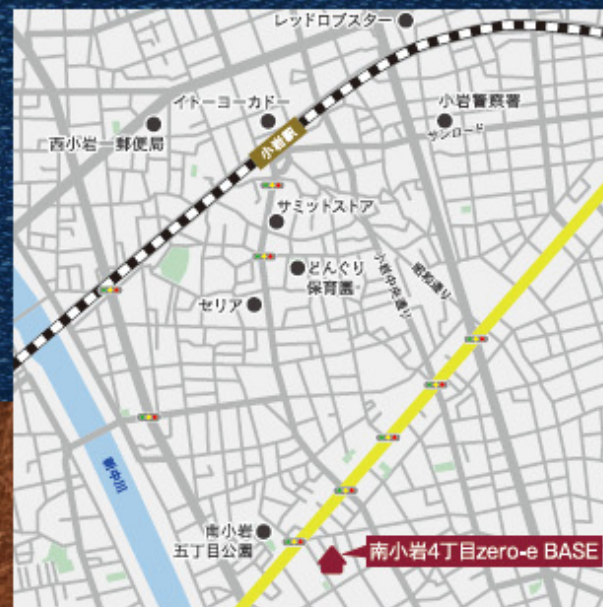 レッドロブスター
イトーヨーカドー
小岩警察署
サンロード
西小岩一郵便局
小岩駅
サミットストア
どんぐり
保育園
小岩中央通り
昭和通り
セリア
新中川
南小岩
五丁目公園
南小岩4丁目zero-e BASE